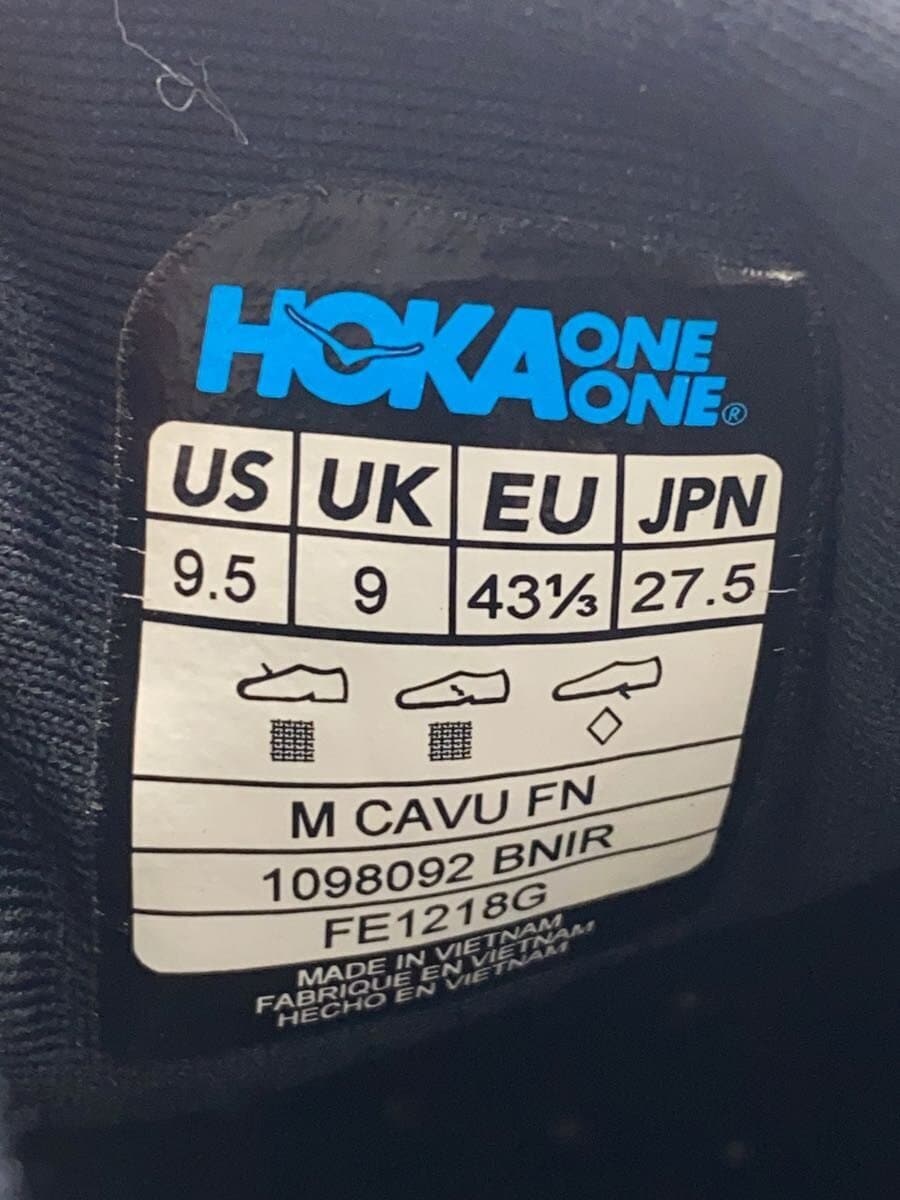 HOKA ONE ONE®
US UK EU JPN
9.5 9 43⅓ 27.5
M CAVU FN
1098092 BNIR
FE1218G
MADE IN VIETNAM
FABRIQUE EN VIETNAM
HECHO EN VIETNAM